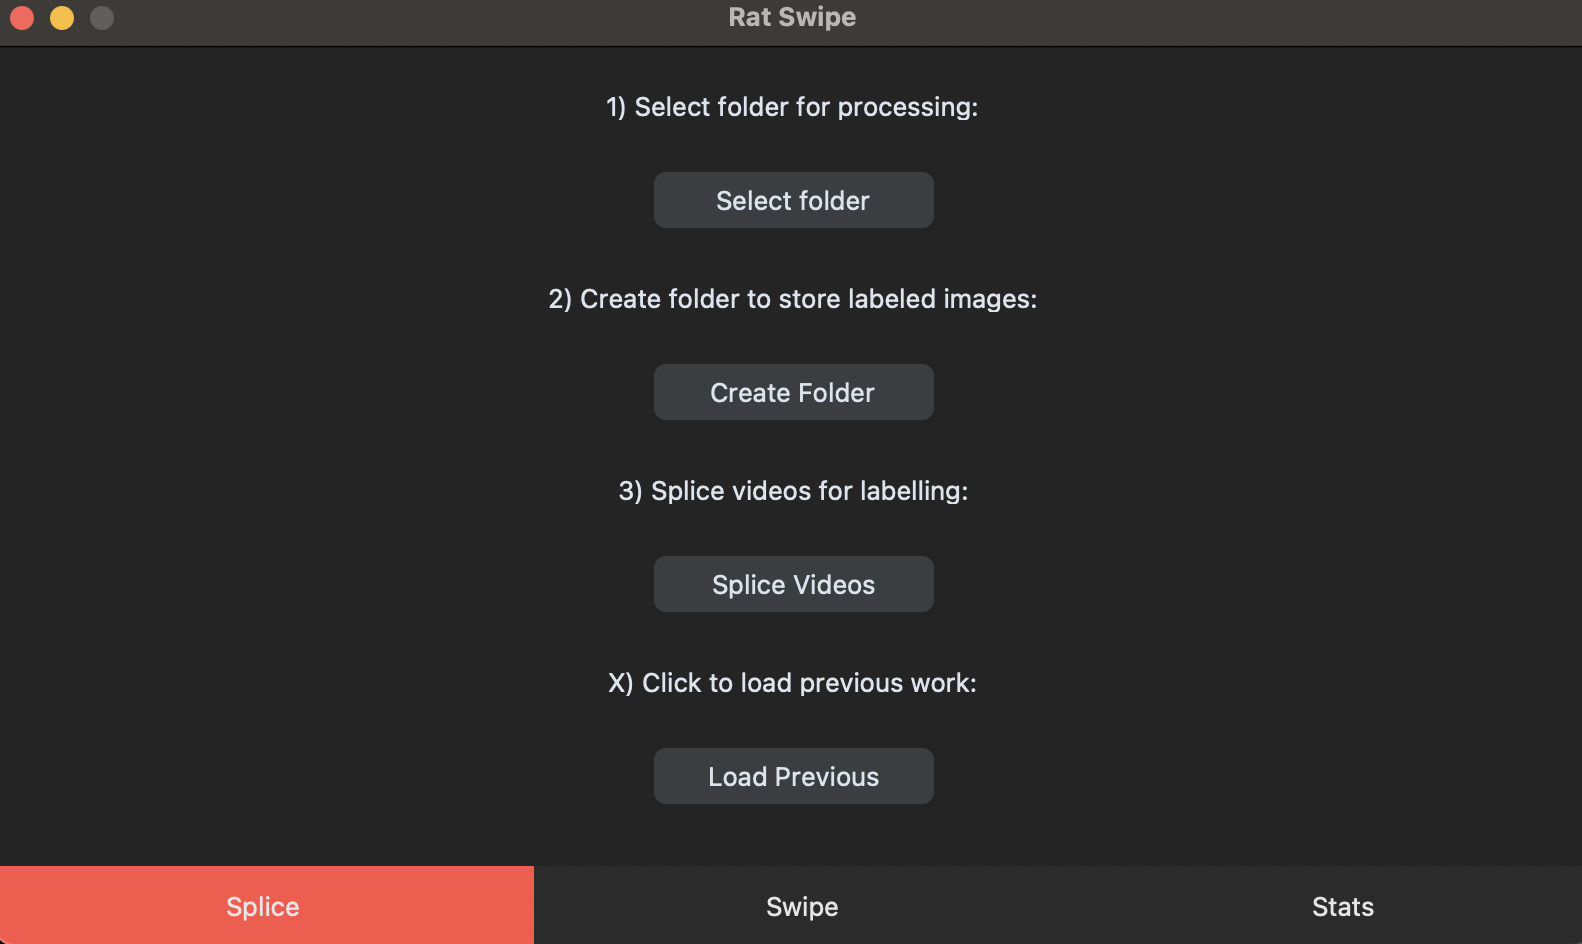 Rat Swipe
1) Select folder for processing:
Select folder
2) Create folder to store labeled images:
Create Folder
3) Splice videos for labelling:
Splice Videos
X) Click to load previous work:
Load Previous
Splice
Swipe
Stats